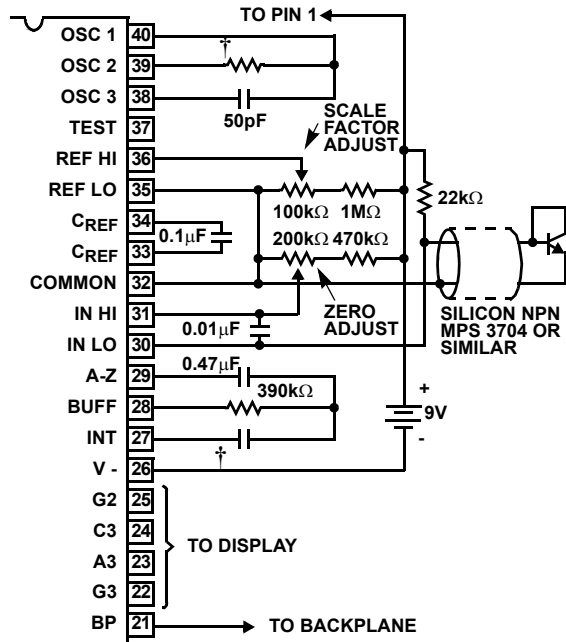 TO PIN 1
OSC 1 40
†
OSC 2 39
OSC 3 38
50pF
TEST 37
SCALE
FACTOR
ADJUST
REF HI 36
REF LO 35
22kΩ
100kΩ 1MΩ
CREF 34
0.1μF
200kΩ 470kΩ
CREF 33
COMMON 32
SILICON NPN
MPS 3704 OR
SIMILAR
IN HI 31
ZERO
ADJUST
0.01μF
IN LO 30
0.47μF
A-Z 29
390kΩ
+
9V
-
BUFF 28
INT 27
†
V - 26
G2 25
C3 24
TO DISPLAY
A3 23
G3 22
BP 21
TO BACKPLANE